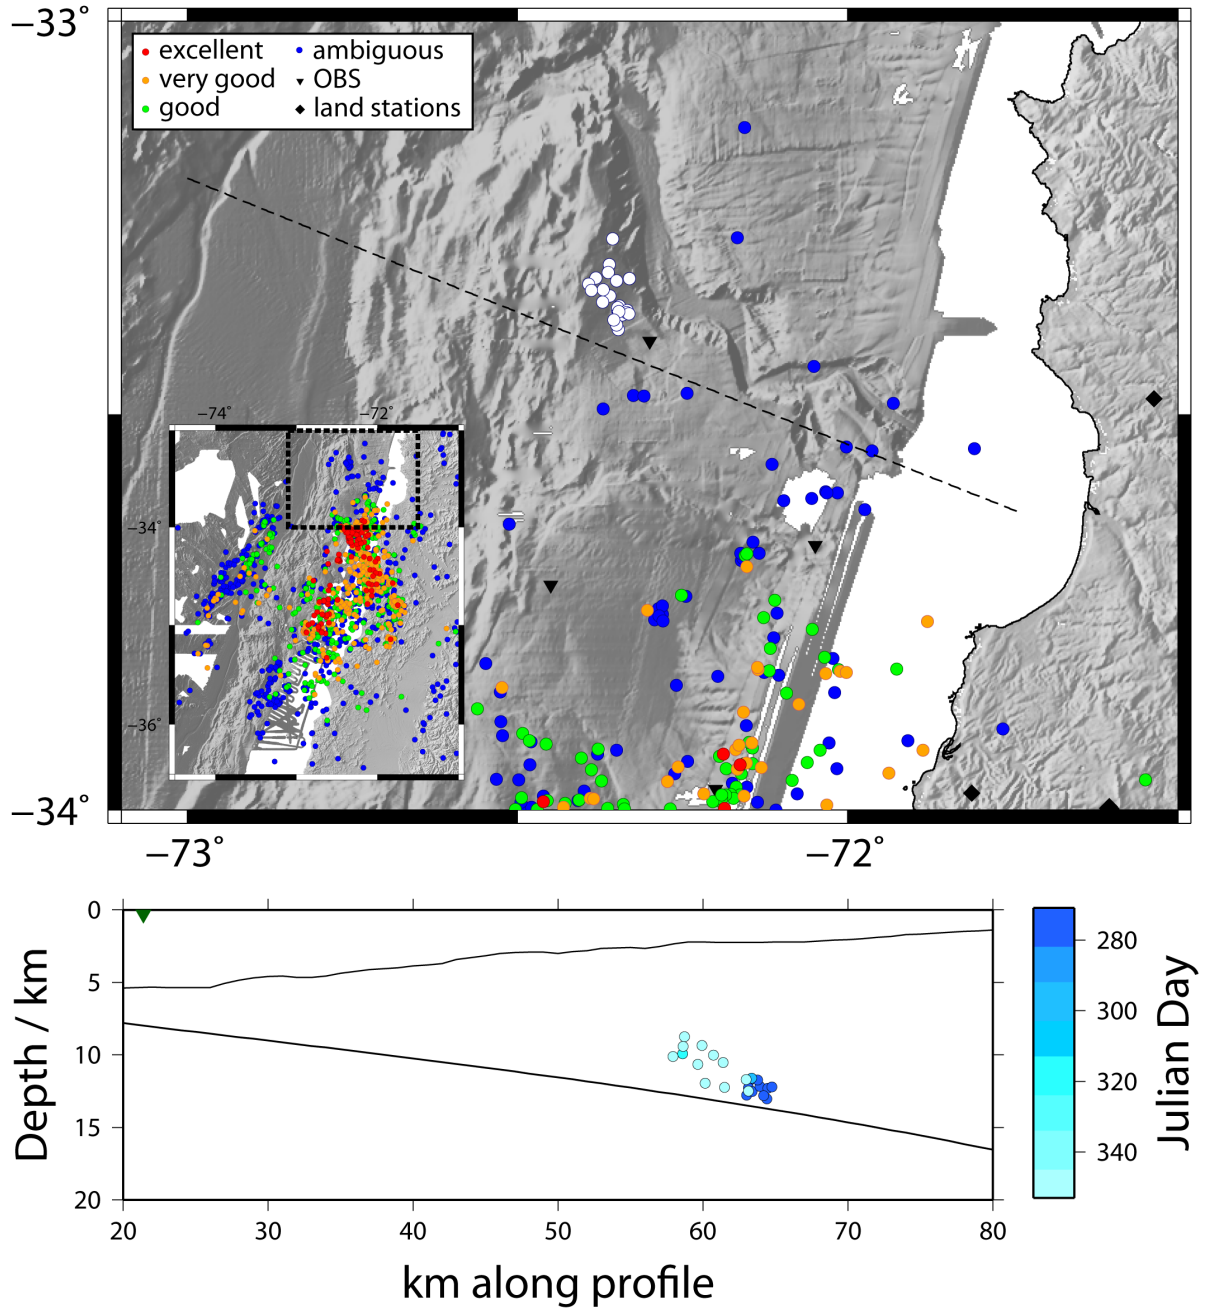 −33°
excellent
ambiguous
very good
OBS
good
land stations
−74°
−72°
−34°
−36°
−34°
−73°
−72°
0
5
10
15
20
Depth / km
20
30
40
50
60
70
80
km along profile
280
300
320
340
Julian Day